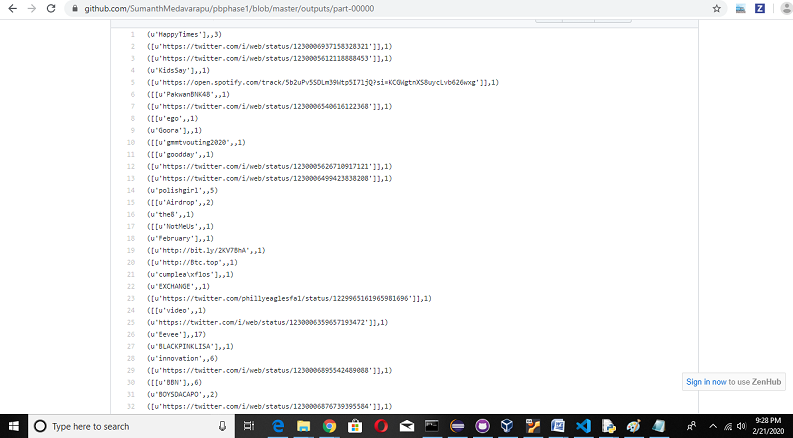 github.com/SumanthMedavarapu/pbphase1/blob/master/outputs/part-00000
1 (u'HappyTimes'],,3)
2 ([u'https://twitter.com/i/web/status/1230006937158328321']],1)
3 ([u'https://twitter.com/i/web/status/1230005612118888453']],1)
4 (u'KidsSay'],,1)
5 ([u'https://open.spotify.com/track/5b2uPv5SDLm39Wtp5I71jQ?si=KCGWgtnXS8uycLvb626wxg']],1)
6 ([[u'PakwanBNK48',,1)
7 ([u'https://twitter.com/i/web/status/1230006540616122368']],1)
8 ([[u'ego',,1)
9 (u'Goora'],,1)
10 ([[u'gmmtvouting2020',,1)
11 ([[u'goodday',,1)
12 ([u'https://twitter.com/i/web/status/1230005626710917121']],1)
13 ([u'https://twitter.com/i/web/status/1230006499423838208']],1)
14 (u'polishgirl',,5)
15 ([[u'Airdrop',,2)
16 (u'the8',,1)
17 ([[u'NotMeUs',,1)
18 (u'February'],,1)
19 ([u'http://bit.ly/2KV7BhA',,1)
20 ([u'http://Btc.top',,1)
21 (u'cumplea\xf1os'],,1)
22 (u'EXCHANGE',,1)
23 ([u'https://twitter.com/phillyeaglesfa1/status/1229965161965981696']],1)
24 ([[u'video',,1)
25 (u'https://twitter.com/i/web/status/1230006359657193472']],1)
26 (u'Eevee'],,17)
27 (u'BLACKPINKLISA'],,1)
28 (u'innovation',,6)
29 ([u'https://twitter.com/i/web/status/1230006895542489088']],1)
30 ([[u'BBN',,6)
31 (u'BOYSDACAPO',,2)
32 ([u'https://twitter.com/i/web/status/1230006876739395584']],1)
Sign in now to use ZenHub
Type here to search
9:28 PM
2/21/2020